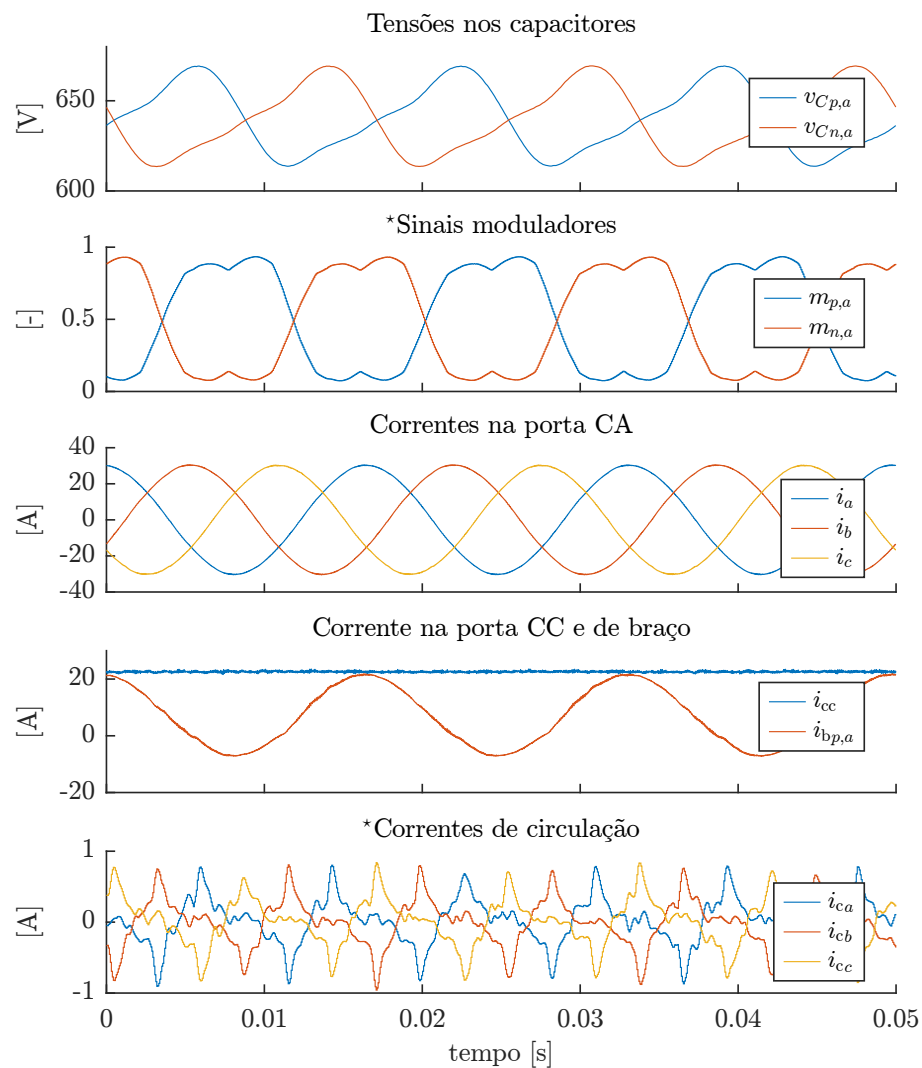 Tensões nos capacitores
[V]
650
600
v_{Cp,a}
v_{Cn,a}
⋆Sinais moduladores
[-]
1
0.5
0
m_{p,a}
m_{n,a}
Correntes na porta CA
[A]
40
20
0
-20
-40
i_a
i_b
i_c
Corrente na porta CC e de braço
[A]
20
0
-20
i_{cc}
i_{bp,a}
⋆Correntes de circulação
[A]
1
0
-1
i_{ca}
i_{cb}
i_{cc}
0 0.01 0.02 0.03 0.04 0.05
tempo [s]